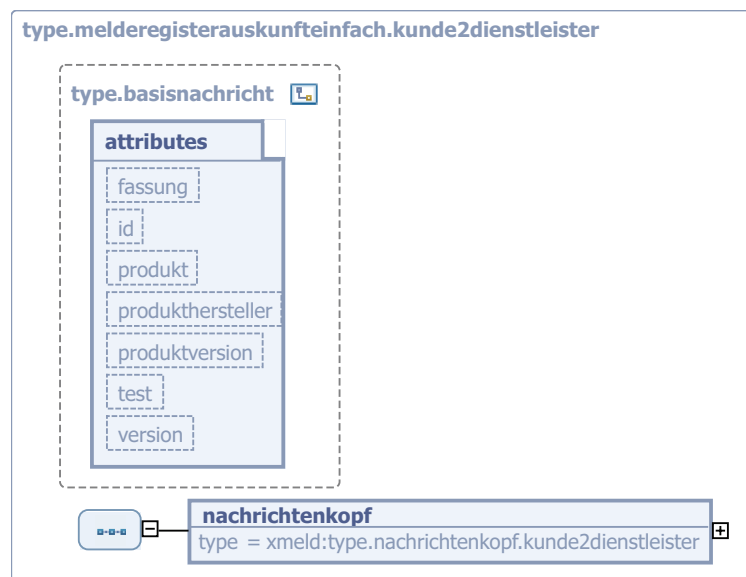 type.melderegisterauskunfteinfach.kunde2dienstleister
type.basisnachricht
attributes
fassung
id
produkt
produkthersteller
produktversion
test
version
nachrichtenkopf
type = xmeld:type.nachrichtenkopf.kunde2dienstleister